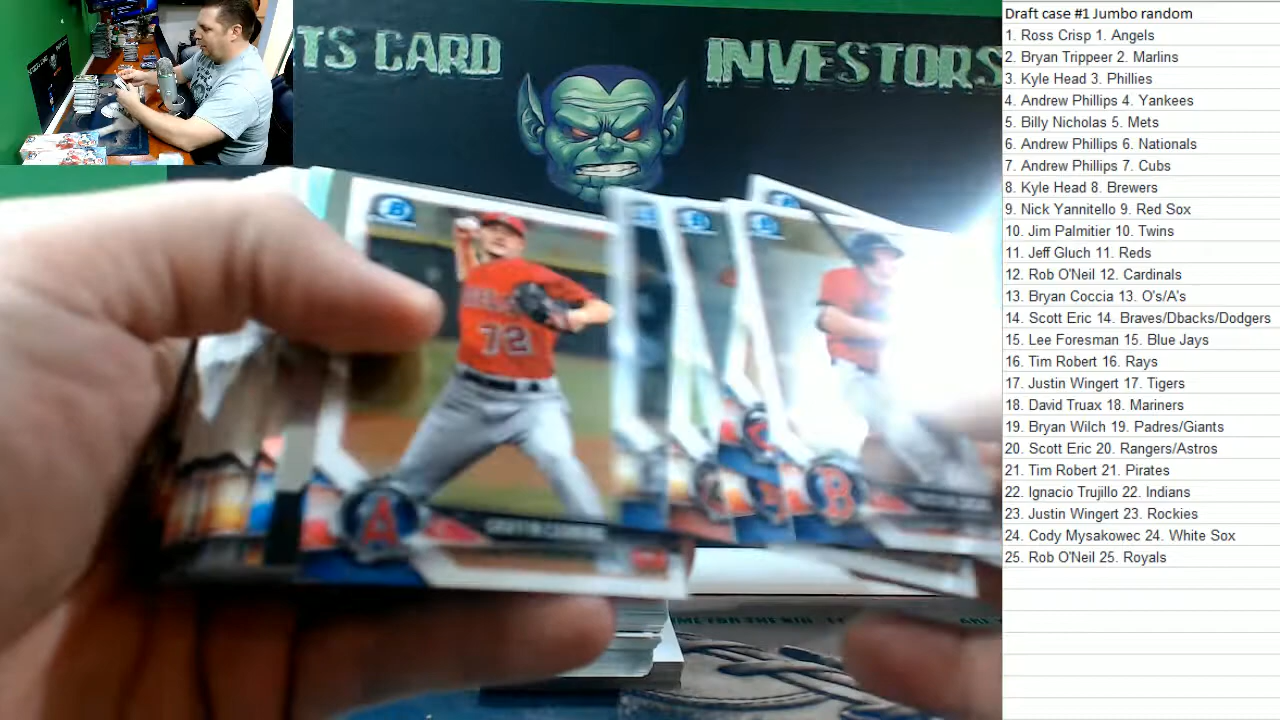 TS CARD INVESTORS
72
A
B
Draft case #1 Jumbo random
1. Ross Crisp 1. Angels
2. Bryan Trippeer 2. Marlins
3. Kyle Head 3. Phillies
4. Andrew Phillips 4. Yankees
5. Billy Nicholas 5. Mets
6. Andrew Phillips 6. Nationals
7. Andrew Phillips 7. Cubs
8. Kyle Head 8. Brewers
9. Nick Yannitello 9. Red Sox
10. Jim Palmitier 10. Twins
11. Jeff Gluch 11. Reds
12. Rob O'Neil 12. Cardinals
13. Bryan Coccia 13. O's/A's
14. Scott Eric 14. Braves/Dbacks/Dodgers
15. Lee Foresman 15. Blue Jays
16. Tim Robert 16. Rays
17. Justin Wingert 17. Tigers
18. David Truax 18. Mariners
19. Bryan Wilch 19. Padres/Giants
20. Scott Eric 20. Rangers/Astros
21. Tim Robert 21. Pirates
22. Ignacio Trujillo 22. Indians
23. Justin Wingert 23. Rockies
24. Cody Mysakowec 24. White Sox
25. Rob O'Neil 25. Royals